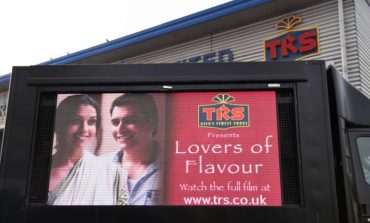 TRS
TRS
ASIA'S FINEST FOODS
Presents
Lovers of
Flavour
Watch the full film at
www.trs.co.uk